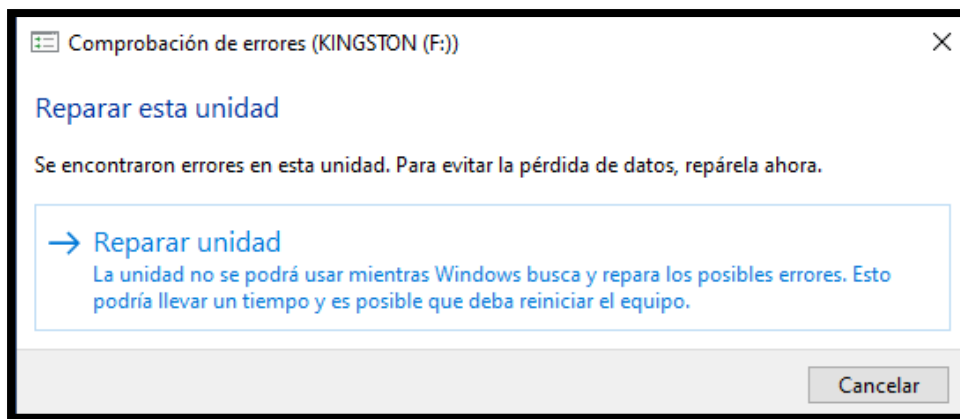 Comprobación de errores (KINGSTON (F:))
Reparar esta unidad
Se encontraron errores en esta unidad. Para evitar la pérdida de datos, repárela ahora.
Reparar unidad
La unidad no se podrá usar mientras Windows busca y repara los posibles errores. Esto
podría llevar un tiempo y es posible que deba reiniciar el equipo.
Cancelar